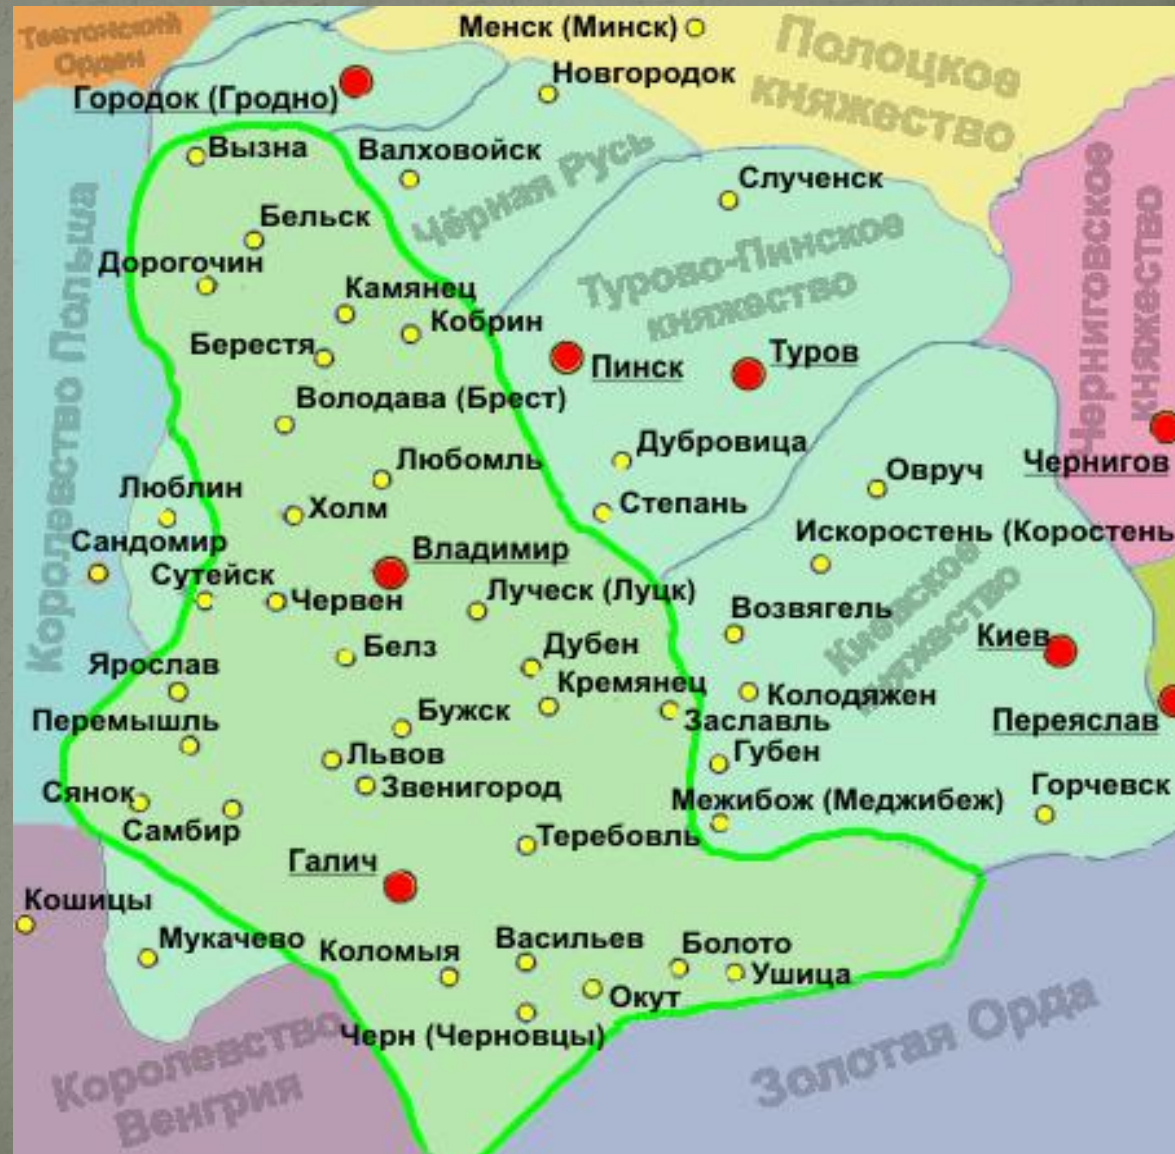 Тевтонский
Орден
Менск (Минск)
Полоцкое
княжество
Новгородок
Городок (Гродно)
Вызна
Валховойск
Чёрная Русь
Слученск
Черниговское
княжество
Бельск
Дорогочин
Турово-Пинское
княжество
Королевство Польша
Камянец
Кобрин
Берестя
Пинск
Туров
Володава (Брест)
Дубровица
Любомль
Овруч
Чернигов
Люблин
Холм
Степань
Сандомир
Владимир
Искоростень (Коростень
Сутейск
Червен
Луческ (Луцк)
Возвягель
Киевское
княжество
Киев
Белз
Дубен
Ярослав
Кремянец
Колодяжен
Перемышль
Бужск
Заславль
Переяслав
Львов
Губен
Звенигород
Сянок
Межибож (Меджибеж)
Горчевск
Самбир
Теребовль
Галич
Кошицы
Мукачево
Коломыя
Васильев
Болото
Ушица
Окут
Черн (Черновцы)
Королевство
Венгрия
Золотая Орда